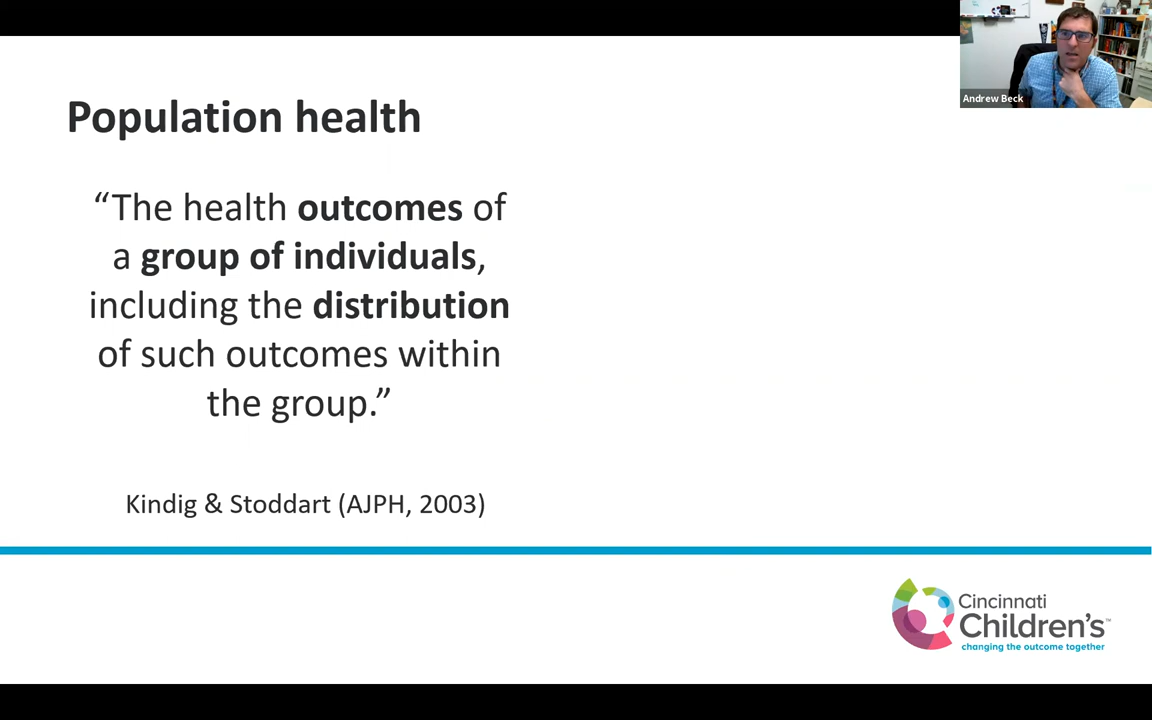 Andrew Beck
Population health
“The health outcomes of
a group of individuals,
including the distribution
of such outcomes within
the group.”
Kindig & Stoddart (AJPH, 2003)
Cincinnati
Children's™
changing the outcome together